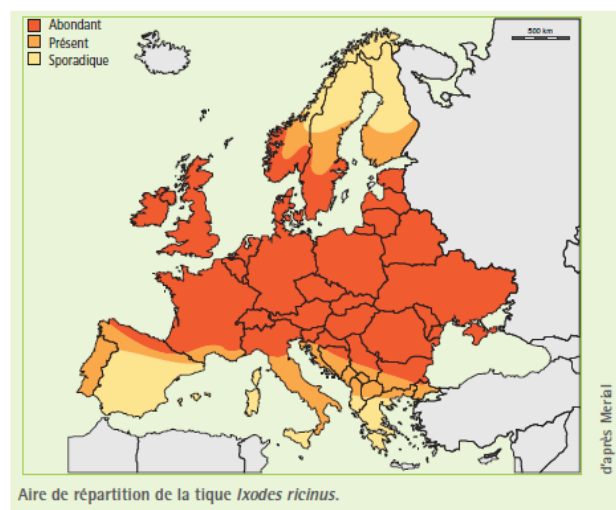 Abondant
Présent
Sporadique
500 km
d'après Merial
Aire de répartition de la tique Ixodes ricinus.